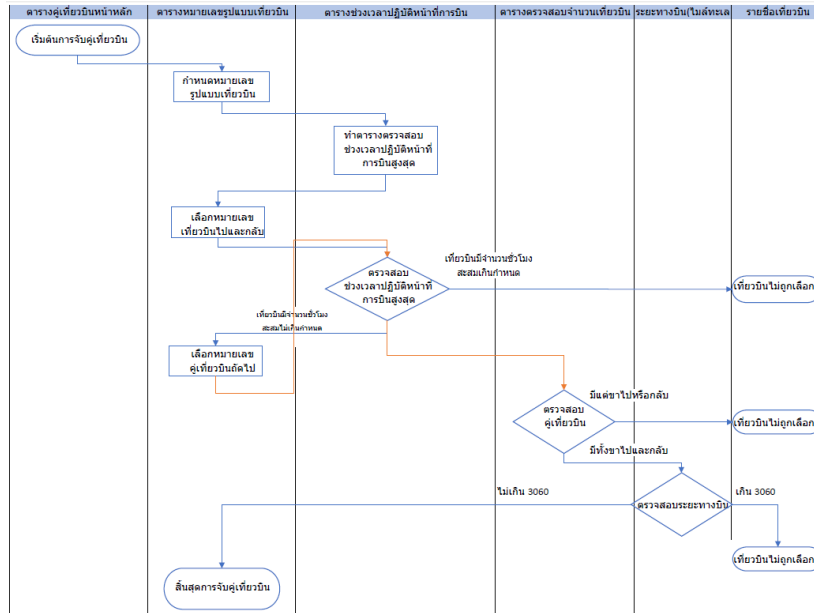 ตารางคู่เที่ยวบินหน้าหลัก
ตารางหมายเลขรูปแบบเที่ยวบิน
ตารางช่วงเวลาปฏิบัติหน้าที่การบิน
ตารางตรวจสอบจำนวนเที่ยวบิน
ระยะทางบิน(ไมล์ทะเล
รายชื่อเที่ยวบิน
เริ่มต้นการจับคู่เที่ยวบิน
กำหนดหมายเลข
รูปแบบเที่ยวบิน
ทำตารางตรวจสอบ
ช่วงเวลาปฏิบัติหน้าที่
การบินสูงสุด
เลือกหมายเลข
เที่ยวบินไปและกลับ
ตรวจสอบ
ช่วงเวลาปฏิบัติหน้าที่
การบินสูงสุด
เที่ยวบินมีจำนวนชั่วโมง
สะสมเกินกำหนด
เที่ยวบินไม่ถูกเลือก
เที่ยวบินมีจำนวนชั่วโมง
สะสมไม่เกินกำหนด
เลือกหมายเลข
คู่เที่ยวบินถัดไป
ตรวจสอบ
คู่เที่ยวบิน
มีแต่ขาไปหรือกลับ
เที่ยวบินไม่ถูกเลือก
มีทั้งขาไปและกลับ
ไม่เกิน 3060
ตรวจสอบระยะทางบิน
เกิน 3060
เที่ยวบินไม่ถูกเลือก
สิ้นสุดการจับคู่เที่ยวบิน